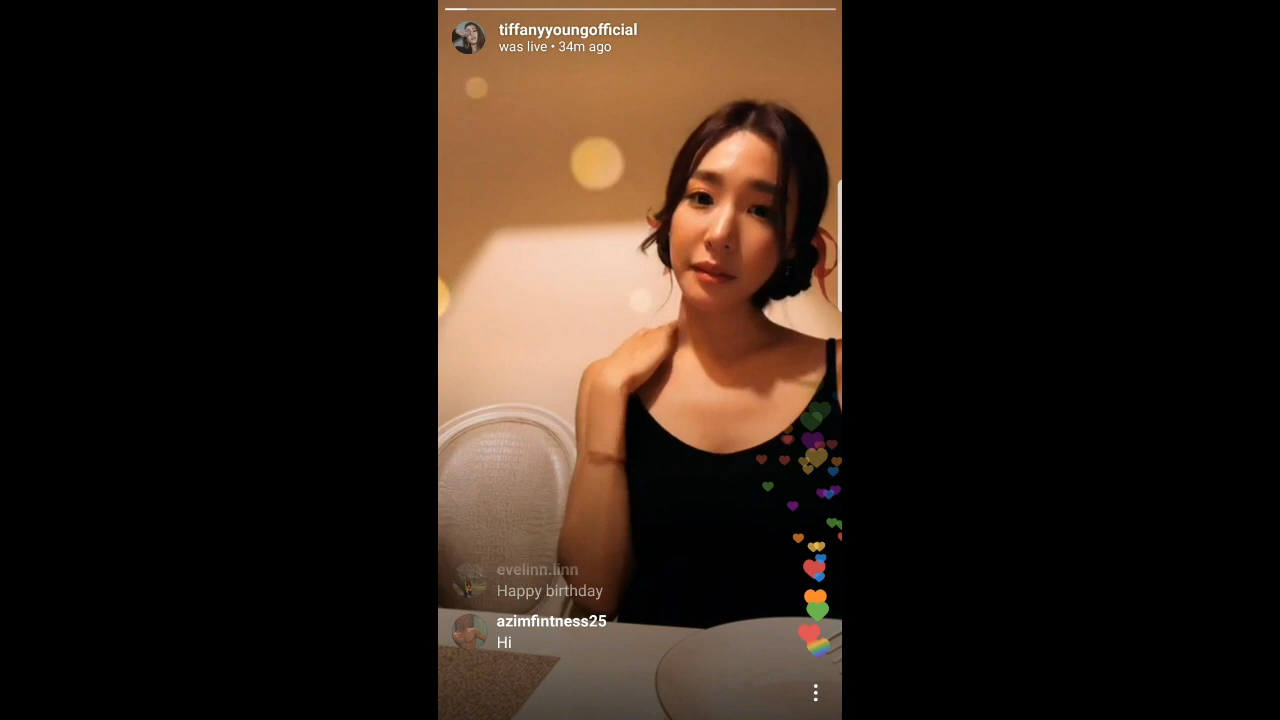 tiffanyyoungofficial
was live • 34m ago
evelinn.linn
Happy birthday
azimfintness25
Hi